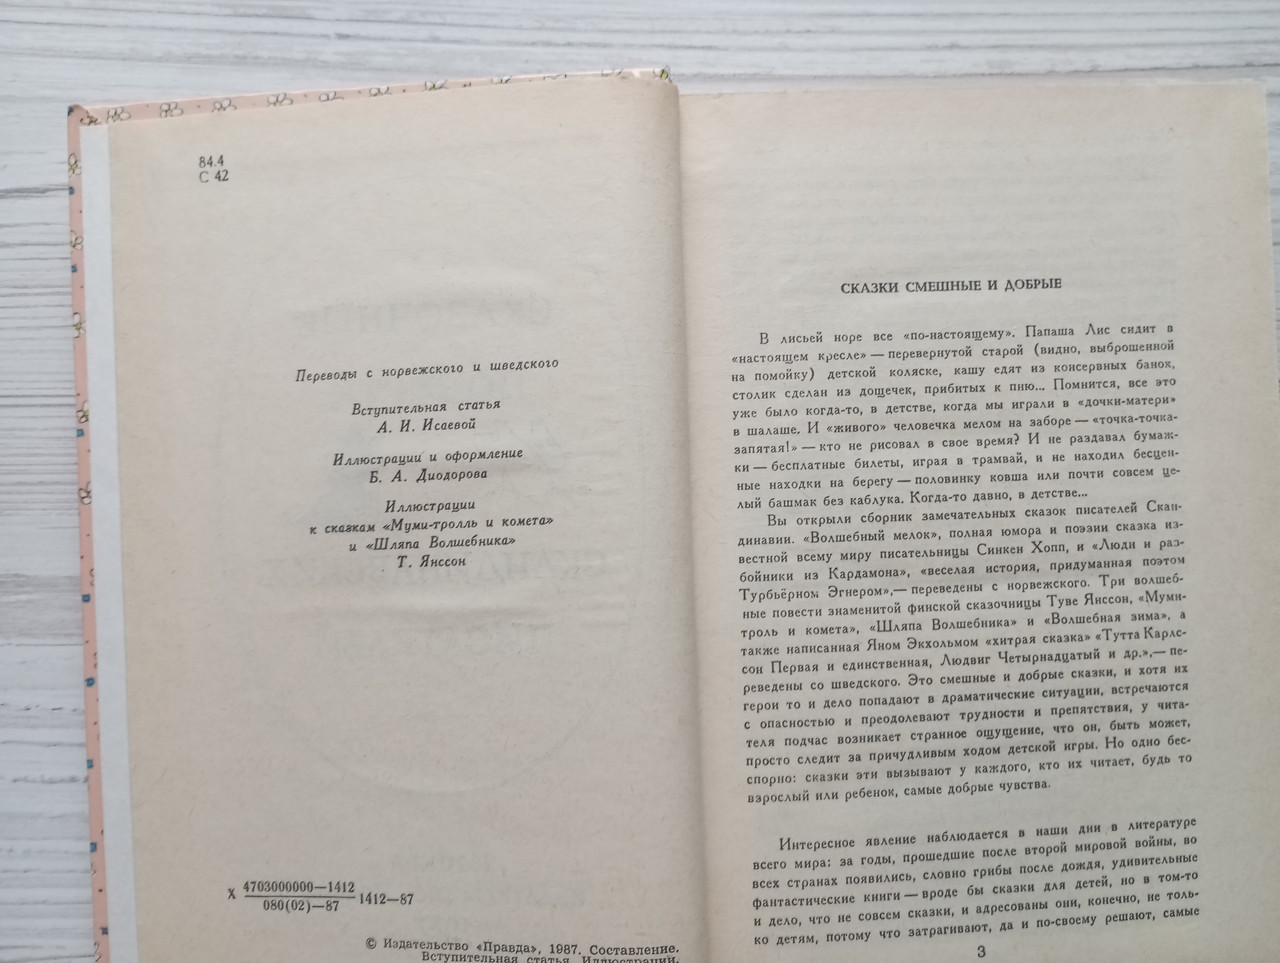 84.4
С 42
Переводы с норвежского и шведского
Вступительная статья
А. И. Исаевой
Иллюстрации и оформление
Б. А. Диодорова
Иллюстрации
к сказкам «Муми-тролль и комета»
и «Шляпа Волшебника»
Т. Янссон
Х 4703000000—1412
080(02)—87
1412—87
© Издательство «Правда», 1987. Составление.
Вступительная статья. Иллюстрации.
СКАЗКИ СМЕШНЫЕ И ДОБРЫЕ
В лисьей норе все «по-настоящему». Папаша Лис сидит в
«настоящем кресле» — перевернутой старой (видно, выброшенной
на помойку) детской коляске, кашу едят из консервных банок,
столик сделан из дощечек, прибитых к пню... Помнится, все это
уже было когда-то, в детстве, когда мы играли в «дочки-матери»
в шалаше. И «живого» человечка мелом на заборе — «точка-точка-
запятая!» — кто не рисовал в свое время? И не раздавал бумаж-
ки — бесплатные билеты, играя в трамвай, и не находил бесцен-
ные находки на берегу — половинку ковша или почти совсем це-
лый башмак без каблука. Когда-то давно, в детстве...
Вы открыли сборник замечательных сказок писателей Скан-
динавии. «Волшебный мелок», полная юмора и поэзии сказка из-
вестной всему миру писательницы Синкен Хопп, и «Люди и раз-
бойники из Кардамона», «веселая история, придуманная поэтом
Турбьёрном Эгнером»,— переведены с норвежского. Три волшеб-
ные повести знаменитой финской сказочницы Туве Янссон, «Муми-
троль и комета», «Шляпа Волшебника» и «Волшебная зима», а
также написанная Яном Экхольмом «хитрая сказка» «Тутта Карлс-
сон Первая и единственная, Людвиг Четырнадцатый и др.»,— пе-
реведены со шведского. Это смешные и добрые сказки, и хотя их
герои то и дело попадают в драматические ситуации, встречаются
с опасностью и преодолевают трудности и препятствия, у чита-
теля подчас возникает странное ощущение, что он, быть может,
просто следит за причудливым ходом детской игры. Но одно бес-
спорно: сказки эти вызывают у каждого, кто их читает, будь то
взрослый или ребенок, самые добрые чувства.
Интересное явление наблюдается в наши дни в литературе
всего мира: за годы, прошедшие после второй мировой войны, во
всех странах появились, словно грибы после дождя, удивительные
фантастические книги — вроде бы сказки для детей, но в том-то
и дело, что не совсем сказки, и адресованы они, конечно, не толь-
ко детям, потому что затрагивают, да и по-своему решают, самые
3